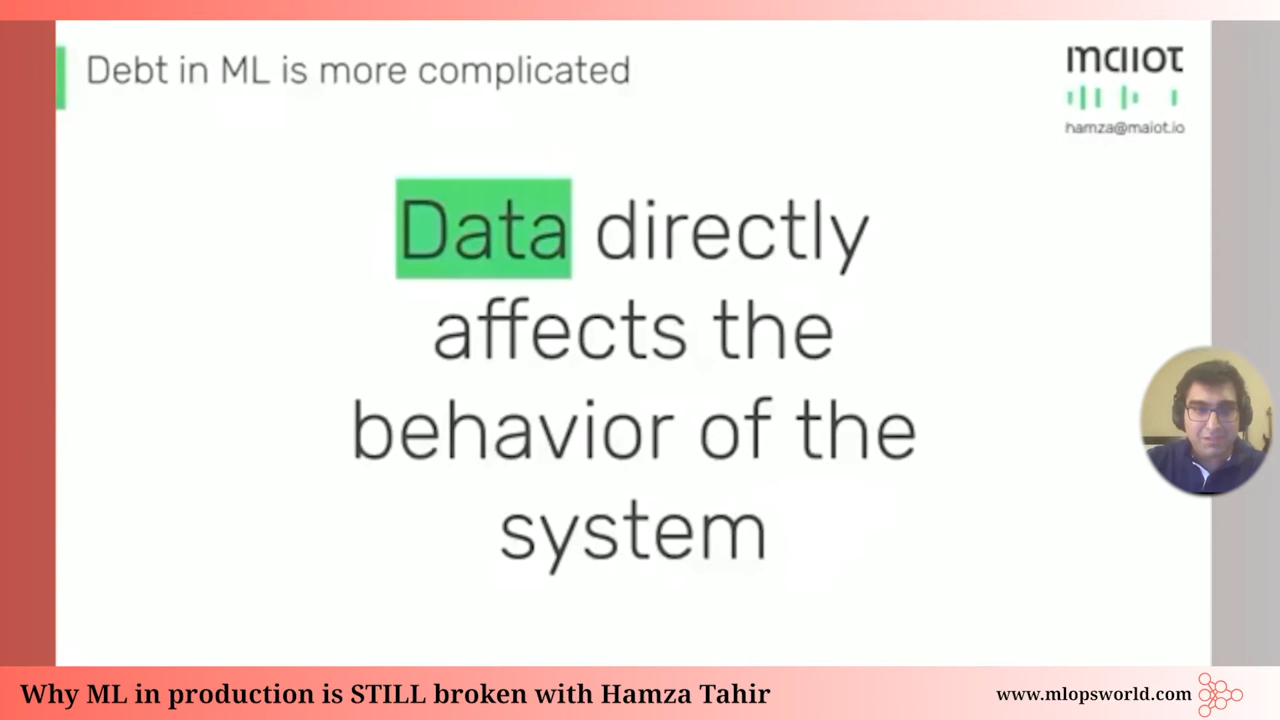 Debt in ML is more complicated
maiot
hamza@maiot.io
Data directly
affects the
behavior of the
system
Why ML in production is STILL broken with Hamza Tahir
www.mlopsworld.com